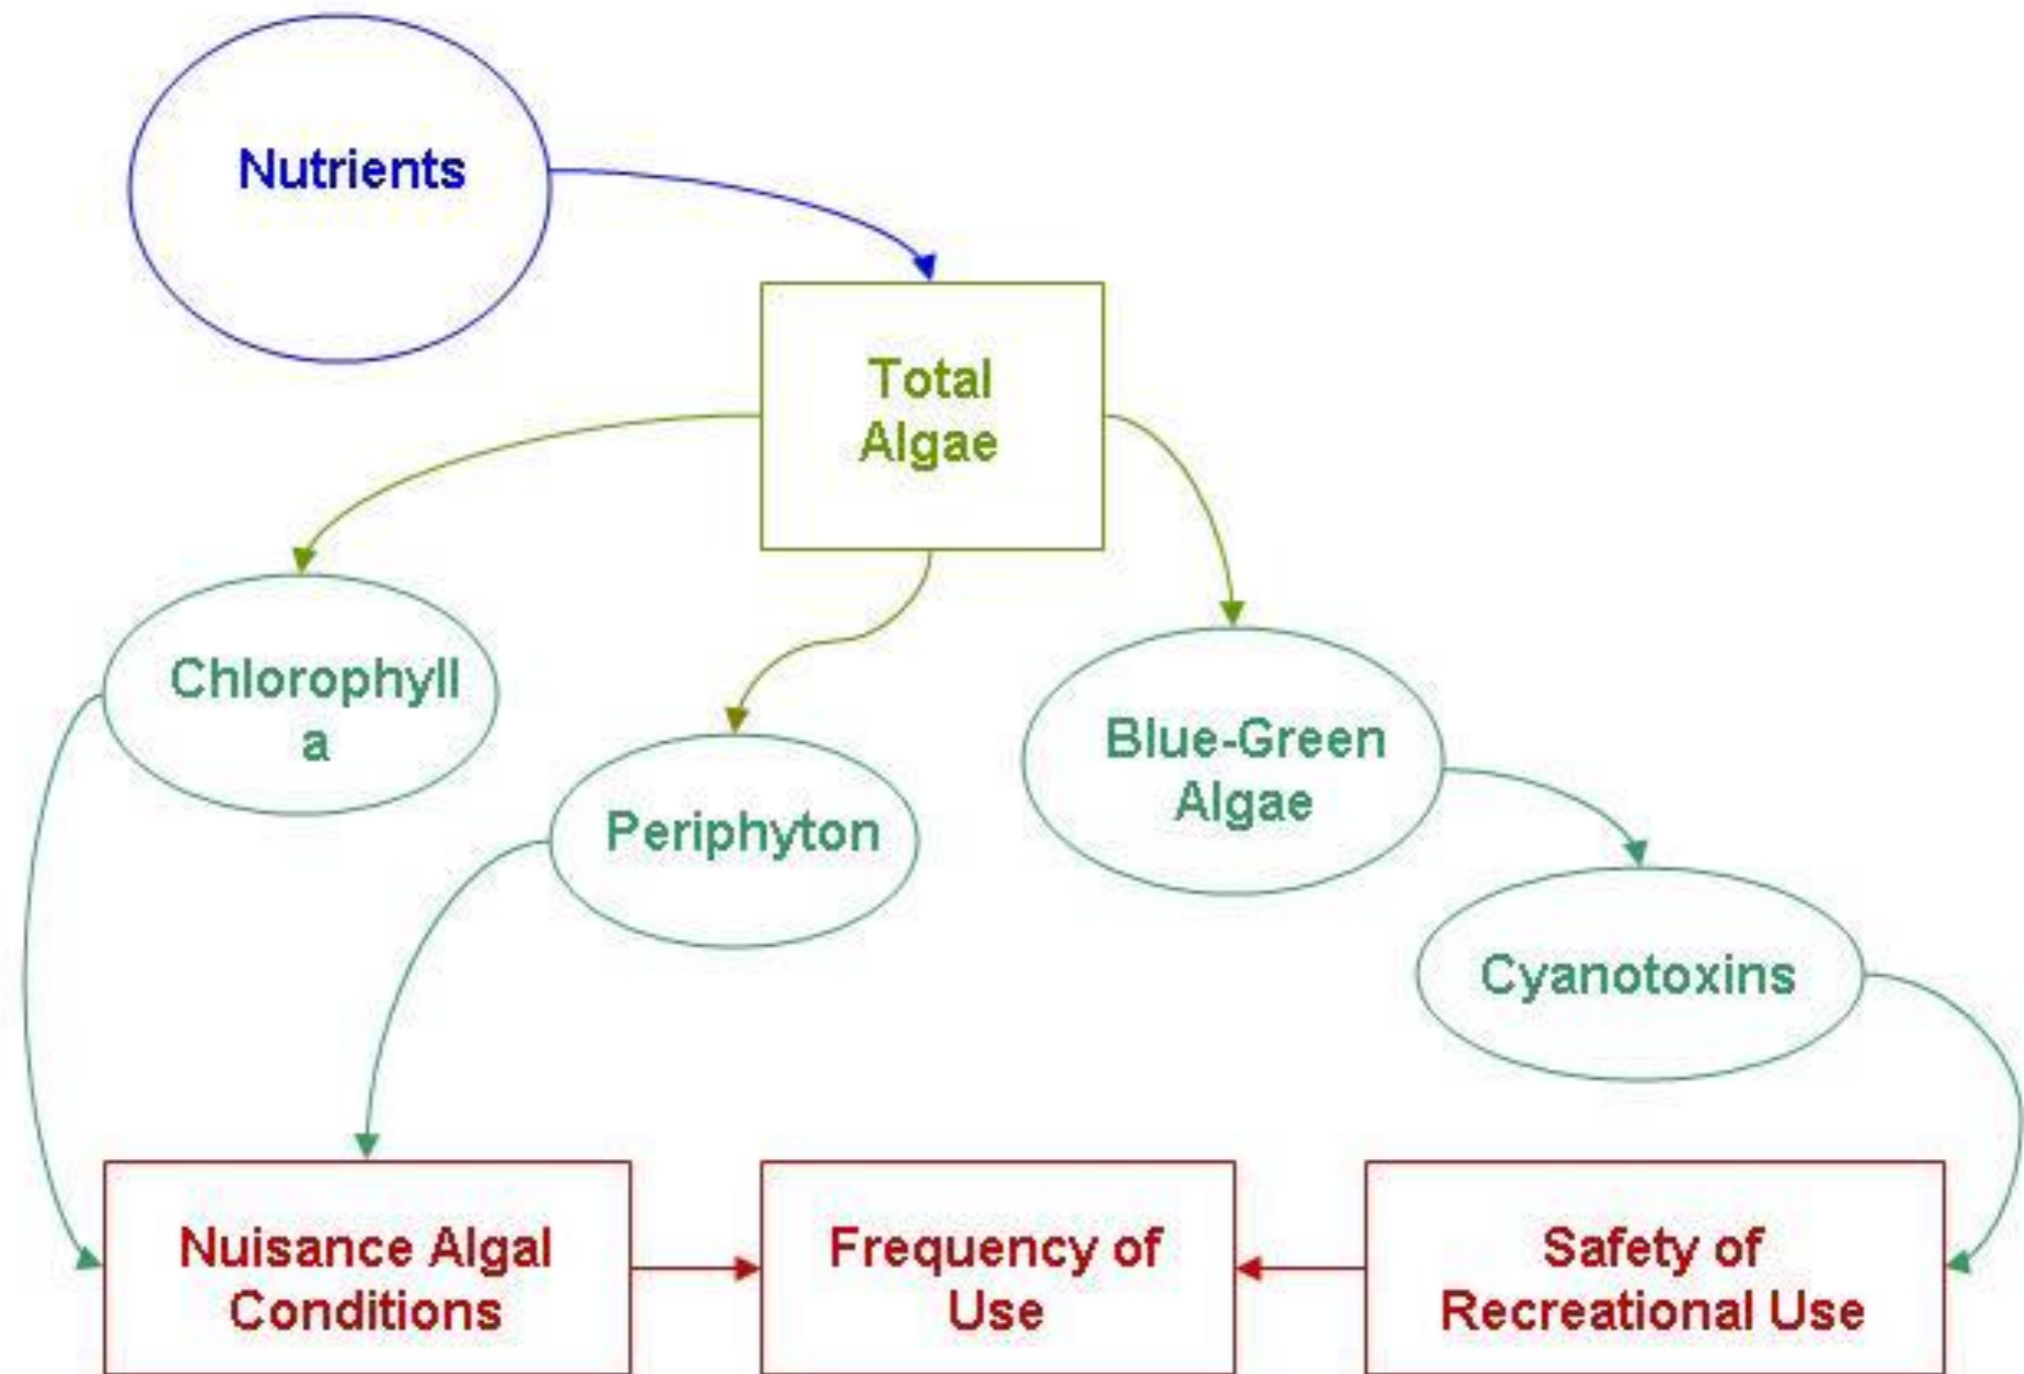 Nutrients
Total
Algae
Chlorophyll
a
Periphyton
Blue-Green
Algae
Cyanotoxins
Nuisance Algal
Conditions
Frequency of
Use
Safety of
Recreational Use